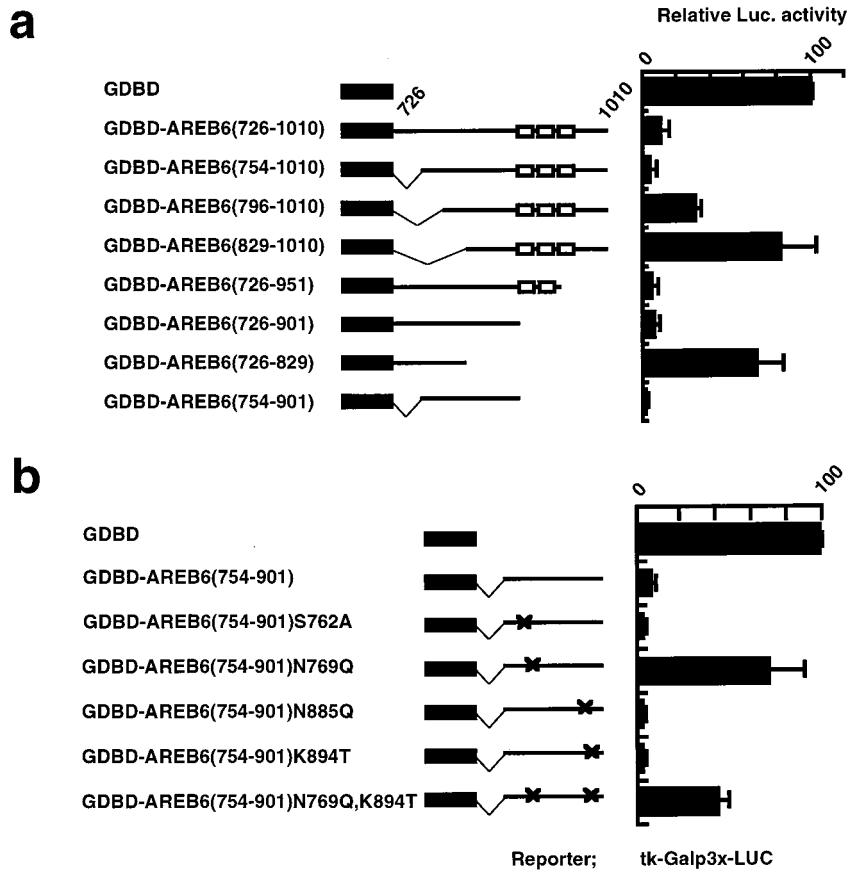 a
Relative Luc. activity
0 100
GDBD
726 1010
GDBD-AREB6(726-1010)
GDBD-AREB6(754-1010)
GDBD-AREB6(796-1010)
GDBD-AREB6(829-1010)
GDBD-AREB6(726-951)
GDBD-AREB6(726-901)
GDBD-AREB6(726-829)
GDBD-AREB6(754-901)
b
0 100
GDBD
GDBD-AREB6(754-901)
GDBD-AREB6(754-901)S762A
GDBD-AREB6(754-901)N769Q
GDBD-AREB6(754-901)N885Q
GDBD-AREB6(754-901)K894T
GDBD-AREB6(754-901)N769Q,K894T
Reporter; tk-Galp3x-LUC